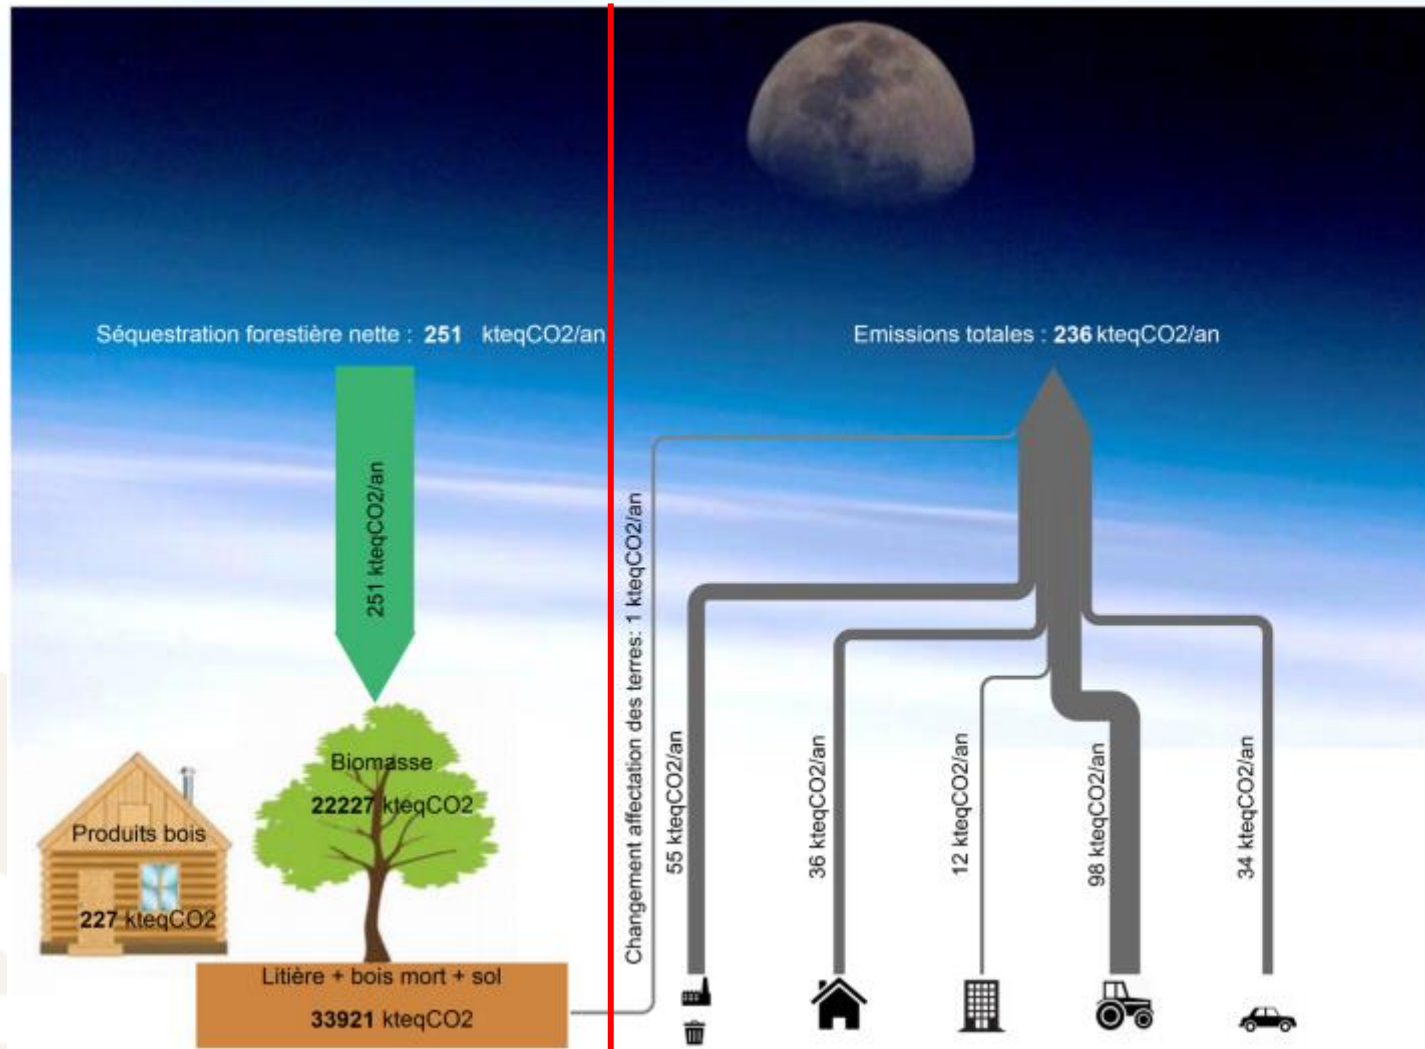 Séquestration forestière nette : 251 kteqCO2/an
Emissions totales : 236 kteqCO2/an
251 kteqCO2/an
Biomasse
22227 kteqCO2
Produits bois
227 kteqCO2
Litière + bois mort + sol
33921 kteqCO2
Changement affectation des terres: 1 kteqCO2/an
55 kteqCO2/an
36 kteqCO2/an
12 kteqCO2/an
98 kteqCO2/an
34 kteqCO2/an